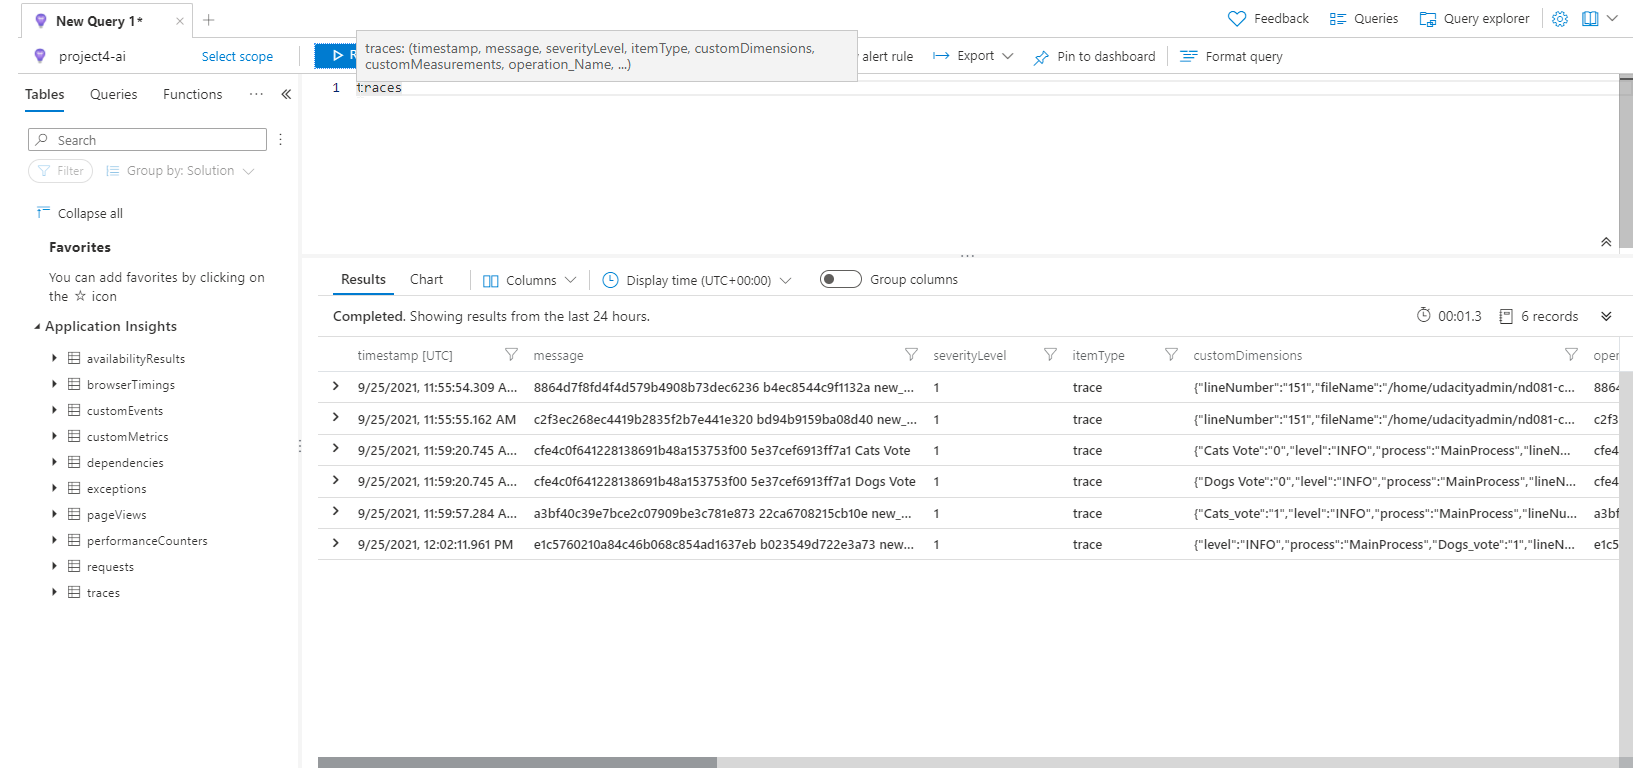 New Query 1*
Feedback
Queries
Query explorer
project4-ai
Select scope
traces: (timestamp, message, severityLevel, itemType, customDimensions,
customMeasurements, operation_Name, ...)
alert rule
Export
Pin to dashboard
Format query
Tables
Queries
Functions
1 traces
Search
Filter
Group by: Solution
Collapse all
Favorites
You can add favorites by clicking on
the ☆ icon
Application Insights
availabilityResults
browserTimings
customEvents
customMetrics
dependencies
exceptions
pageViews
performanceCounters
requests
traces
Results
Chart
Columns
Display time (UTC+00:00)
Group columns
Completed. Showing results from the last 24 hours.
00:01.3
6 records
timestamp [UTC] message severityLevel itemType customDimensions oper
9/25/2021, 11:55:54.309 A... 8864d7f8fd4f4d579b4908b73dec6236 b4ec8544c9f1132a new_... 1 trace {"lineNumber":"151","fileName":"/home/udacityadmin/nd081-c... 8864
9/25/2021, 11:55:55.162 AM c2f3ec268ec4419b2835f2b7e441e320 bd94b9159ba08d40 new_... 1 trace {"lineNumber":"151","fileName":"/home/udacityadmin/nd081-c... c2f3
9/25/2021, 11:59:20.745 A... cfe4c0f641228138691b48a153753f00 5e37cef6913ff7a1 Cats Vote 1 trace {"Cats Vote":"0","level":"INFO","process":"MainProcess","lineN... cfe4
9/25/2021, 11:59:20.745 A... cfe4c0f641228138691b48a153753f00 5e37cef6913ff7a1 Dogs Vote 1 trace {"Dogs Vote":"0","level":"INFO","process":"MainProcess","lineN... cfe4
9/25/2021, 11:59:57.284 A... a3bf40c39e7bce2c07909be3c781e873 22ca6708215cb10e new_... 1 trace {"Cats_vote":"1","level":"INFO","process":"MainProcess","lineNu... a3bf
9/25/2021, 12:02:11.961 PM e1c5760210a84c46b068c854ad1637eb b023549d722e3a73 new... 1 trace {"level":"INFO","process":"MainProcess","Dogs_vote":"1","lineN... e1c5